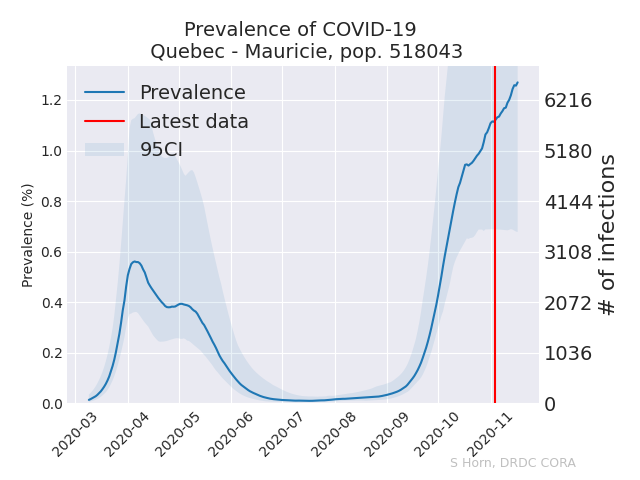 Prevalence of COVID-19
Quebec - Mauricie, pop. 518043
Prevalence
Latest data
95CI
Prevalence (%)
1.2
1.0
0.8
0.6
0.4
0.2
0.0
6216
5180
4144
3108
2072
1036
0
# of infections
2020-03
2020-04
2020-05
2020-06
2020-07
2020-08
2020-09
2020-10
2020-11
S Horn, DRDC CORA